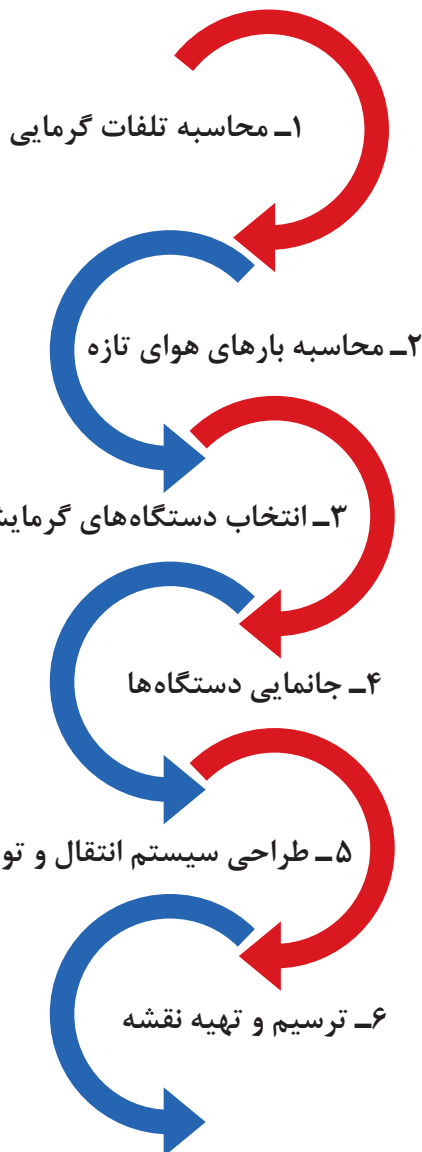 ۱ـ محاسبه تلفات گرمایی
۲ـ محاسبه بارهای هوای تازه
۳ـ انتخاب دستگاه‌های
۴ـ جانمایی دستگاه‌ها
۵ـ طراحی سیستم انتقال و
۶ـ ترسیم و تهیه نقشه